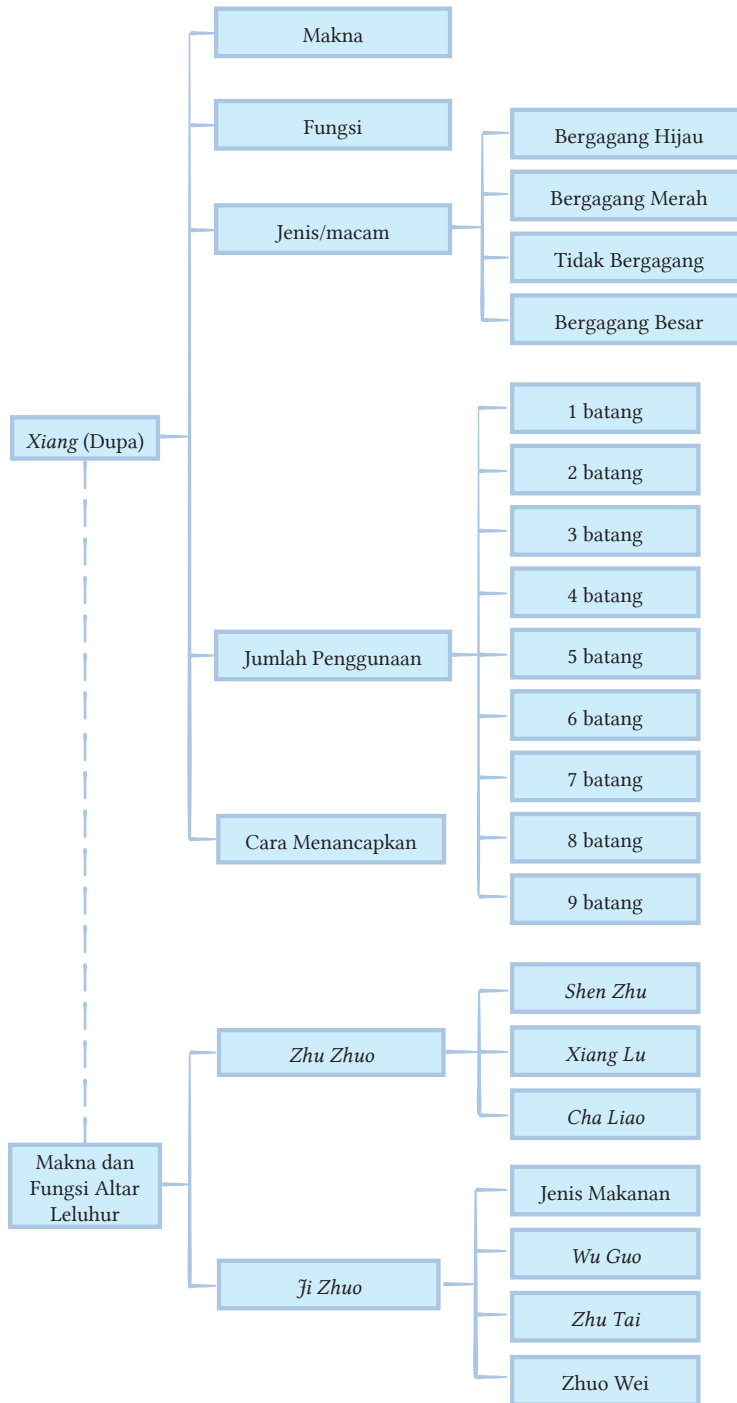 Makna
Fungsi
Bergagang Hijau
Bergagang Merah
Jenis/macam
Tidak Bergagang
Bergagang Besar
Xiang (Dupa)
1 batang
2 batang
3 batang
4 batang
Jumlah Penggunaan
5 batang
6 batang
7 batang
Cara Menancapkan
8 batang
9 batang
Shen Zhu
Zhu Zhuo
Xiang Lu
Cha Liao
Makna dan
Fungsi Altar
Leluhur
Jenis Makanan
Wu Guo
Ji Zhuo
Zhu Tai
Zhuo Wei